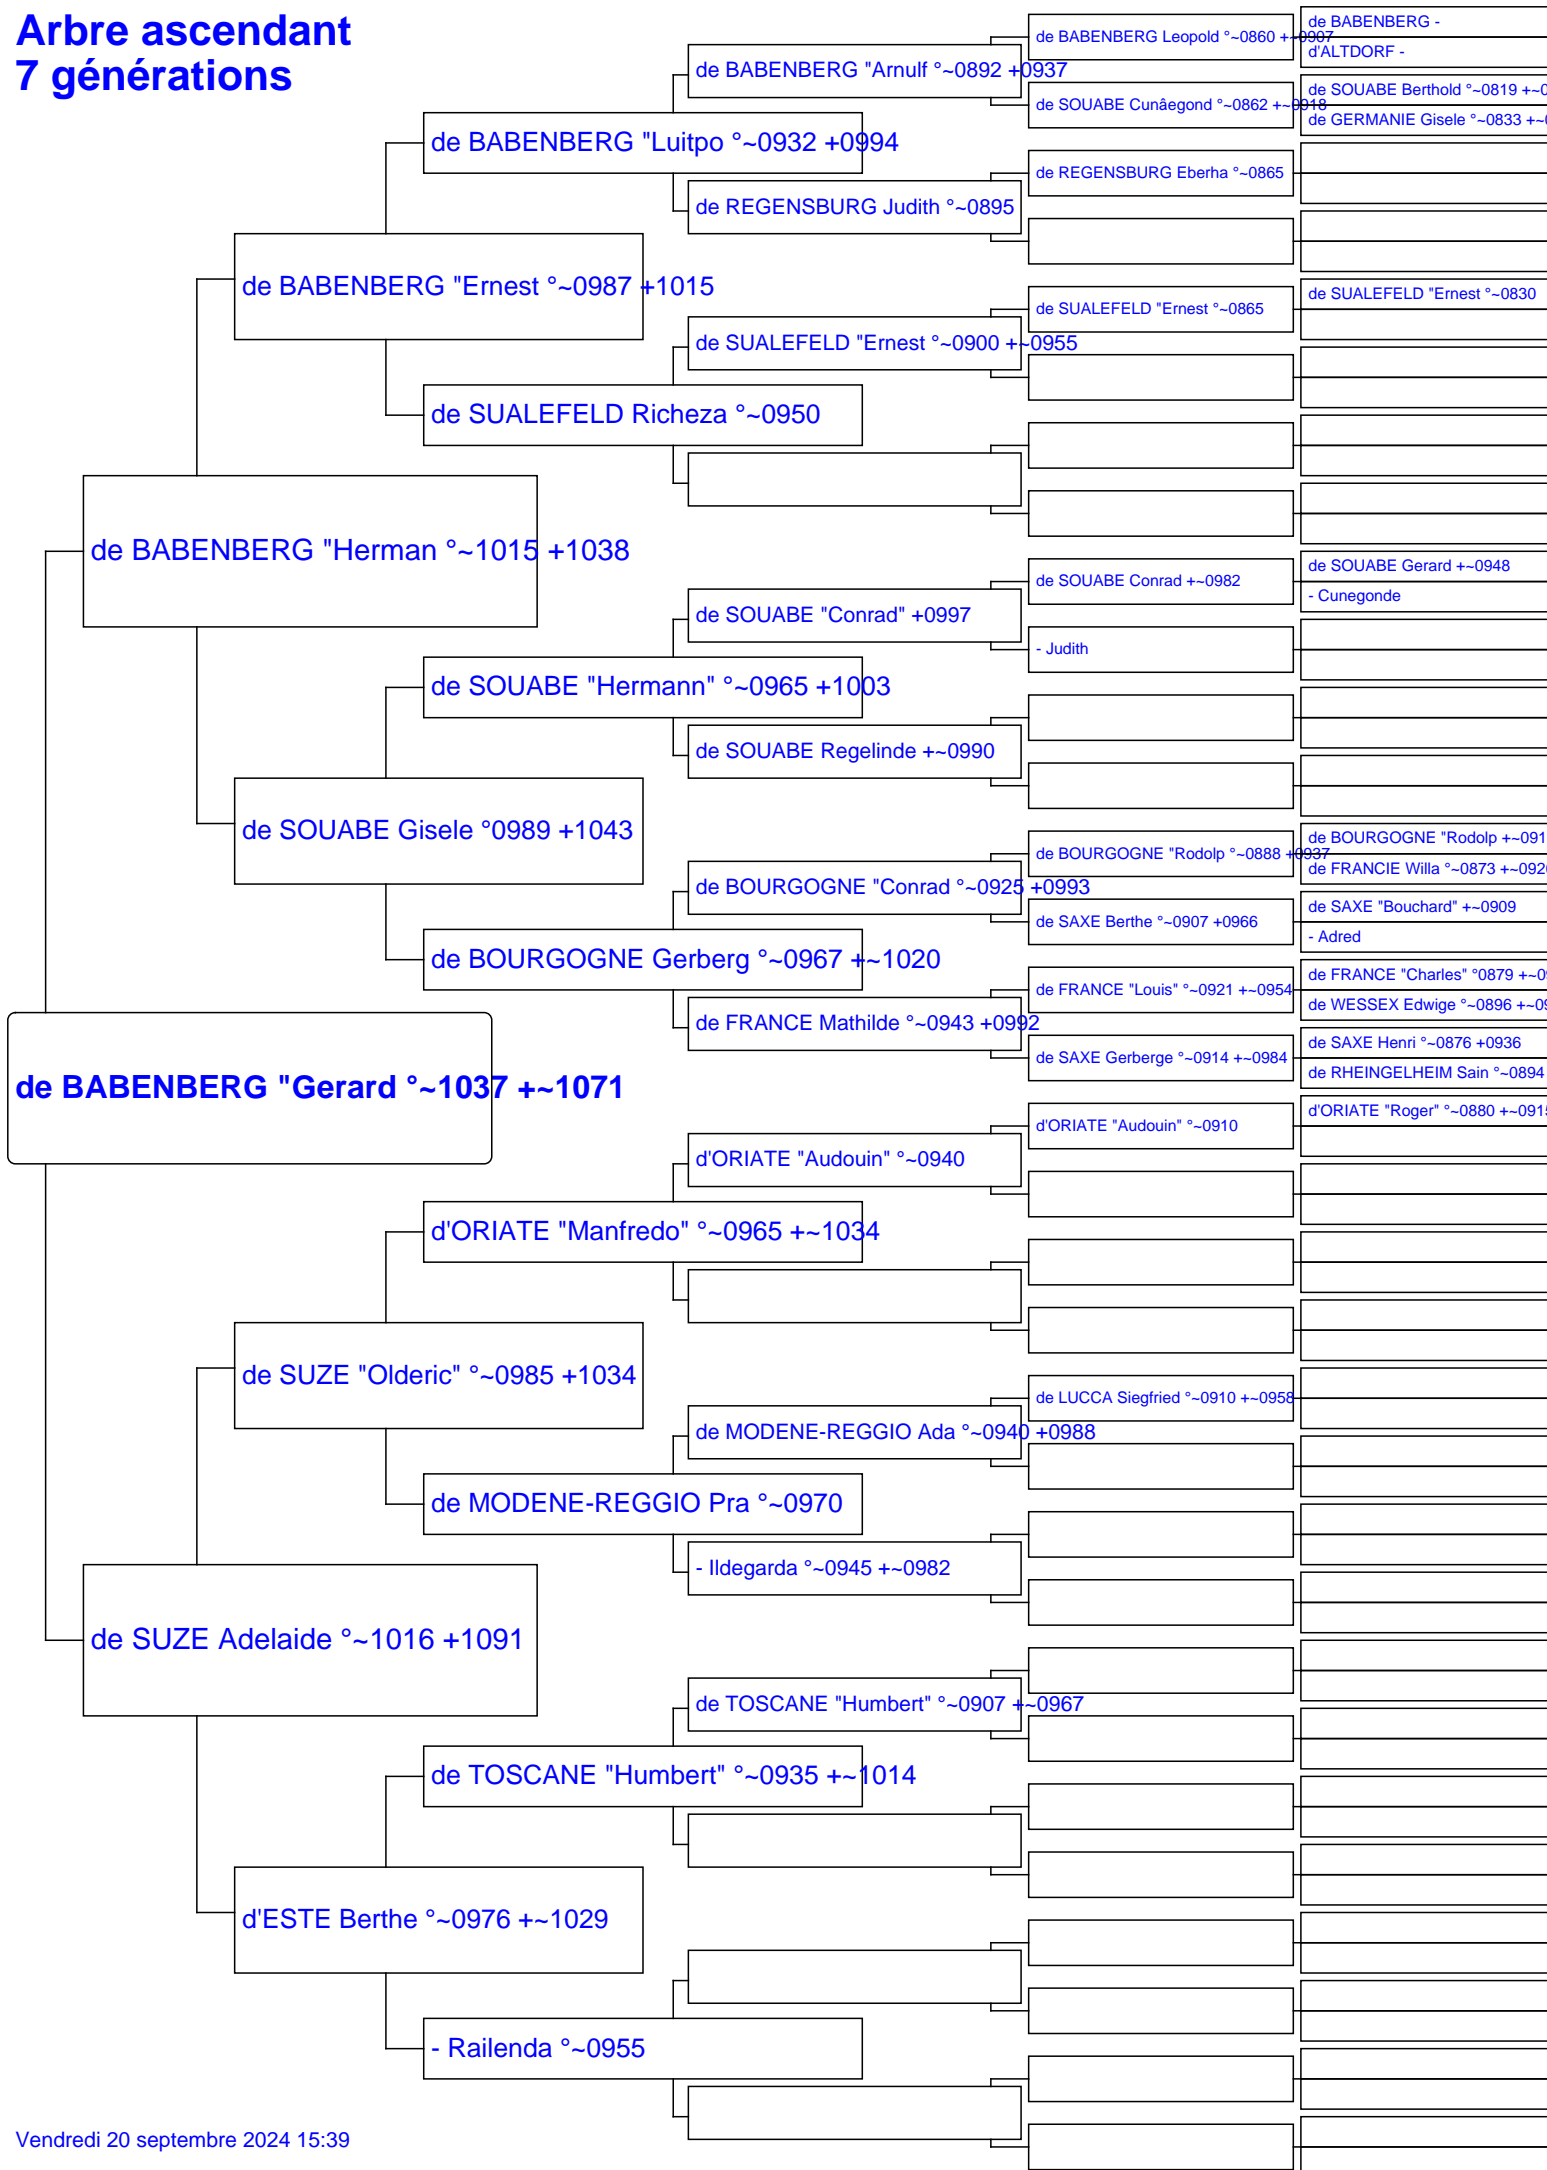 Arbre ascendant
7 générations
de BABENBERG "Gerard °~1037 +~1071
de BABENBERG "Herman °~1015 +1038
de SUZE Adelaide °~1016 +1091
de BABENBERG "Ernest °~0987 +1015
de SOUABE Gisele °0989 +1043
de SUZE "Olderic" °~0985 +1034
d'ESTE Berthe °~0976 +~1029
de BABENBERG "Luitpo °~0932 +0994
de SUALEFELD Richeza °~0950
de SOUABE "Hermann" °~0965 +1003
de BOURGOGNE Gerberg °~0967 +~1020
d'ORIATE "Manfredo" °~0965 +~1034
de MODENE-REGGIO Pra °~0970
de TOSCANE "Humbert" °~0935 +~1014
- Railenda °~0955
de BABENBERG "Arnulf °~0892 +0937
de REGENSBURG Judith °~0895
de SUALEFELD "Ernest °~0900 +~0955
de SOUABE "Conrad" +0997
de SOUABE Regelinde +~0990
de BOURGOGNE "Conrad °~0925 +0993
de FRANCE Mathilde °~0943 +0992
d'ORIATE "Audouin" °~0940
de MODENE-REGGIO Ada °~0940 +0988
- Ildegarda °~0945 +~0982
de TOSCANE "Humbert" °~0907 +~0967
de BABENBERG Leopold °~0860 +~0907
de SOUABE Cunâegond °~0862 +~0918
de REGENSBURG Eberha °~0865
de SUALEFELD "Ernest °~0865
de SOUABE Conrad +~0982
- Judith
de BOURGOGNE "Rodolp °~0888 +0937
de SAXE Berthe °~0907 +0966
de FRANCE "Louis" °~0921 +~0954
de SAXE Gerberge °~0914 +~0984
d'ORIATE "Audouin" °~0910
de LUCCA Siegfried °~0910 +~0958
de BABENBERG -
d'ALTDORF -
de SOUABE Berthold °~0819 +~0
de GERMANIE Gisele °~0833 +~0
de SUALEFELD "Ernest °~0830
de SOUABE Gerard +~0948
- Cunegonde
de BOURGOGNE "Rodolp +~091
de FRANCIE Willa °~0873 +~092
de SAXE "Bouchard" +~0909
- Adred
de FRANCE "Charles" °0879 +~0
de WESSEX Edwige °~0896 +~0
de SAXE Henri °~0876 +0936
de RHEINGELHEIM Sain °~0894
d'ORIATE "Roger" °~0880 +~0915
Vendredi 20 septembre 2024 15:39